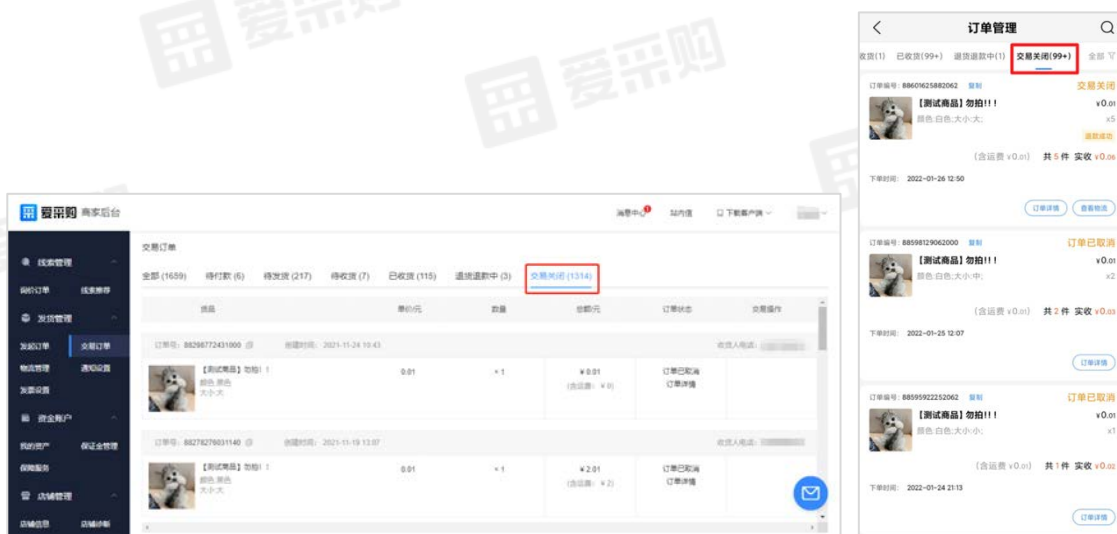 爱采购
爱采购
爱采购 商家后台
消息中心 站内信 下载客户端
线索管理
询价订单 线索推荐
发货管理
发起订单 交易订单
物流管理 通知设置
发票设置
资金账户
我的资产 保证金管理
保障服务
店铺管理
店铺信息 店铺诊断
交易订单
全部 (1659) 待付款 (6) 待发货 (217) 待收货 (7) 已收货 (115) 退货退款中 (3) 交易关闭 (1314)
货品 单价/元 数量 总额/元 订单状态 交易操作
订单号: 88298772431000 创建时间: 2021-11-24 10:43 收货人电话:
【测试商品】勿拍!! 0.01 × 1 ¥ 0.01 订单已取消
颜色:黑色 (含运费: ¥ 0) 订单详情
大小:大
订单号: 88278279031140 创建时间: 2021-11-19 13:07 收货人电话:
【测试商品】勿拍!! 0.01 × 1 ¥ 2.01 订单已取消
颜色:黑色 (含运费: ¥ 2) 订单详情
大小:大
订单管理
收货(1) 已收货(99+) 退货退款中(1) 交易关闭(99+) 全部
订单编号: 88601625882062 复制 交易关闭
【测试商品】勿拍!!! ¥0.01
颜色:白色;大小:大; x5
退款成功
(含运费 ¥0.01) 共 5 件 实收 ¥0.06
下单时间: 2022-01-26 12:50
订单详情 查看物流
订单编号: 88598129062000 复制 订单已取消
【测试商品】勿拍!!! ¥0.01
颜色:白色;大小:中; x2
(含运费 ¥0.01) 共 2 件 实收 ¥0.03
下单时间: 2022-01-25 12:07
订单详情
订单编号: 88595922252062 复制 订单已取消
【测试商品】勿拍!!! ¥0.01
颜色:白色;大小:小; x1
(含运费 ¥0.01) 共 1 件 实收 ¥0.02
下单时间: 2022-01-24 21:13
订单详情